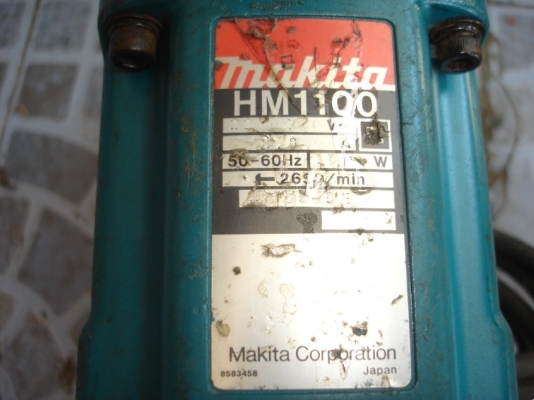 makita
HM1100
V
50-60Hz W
/min
Makita Corporation
8583458 Japan